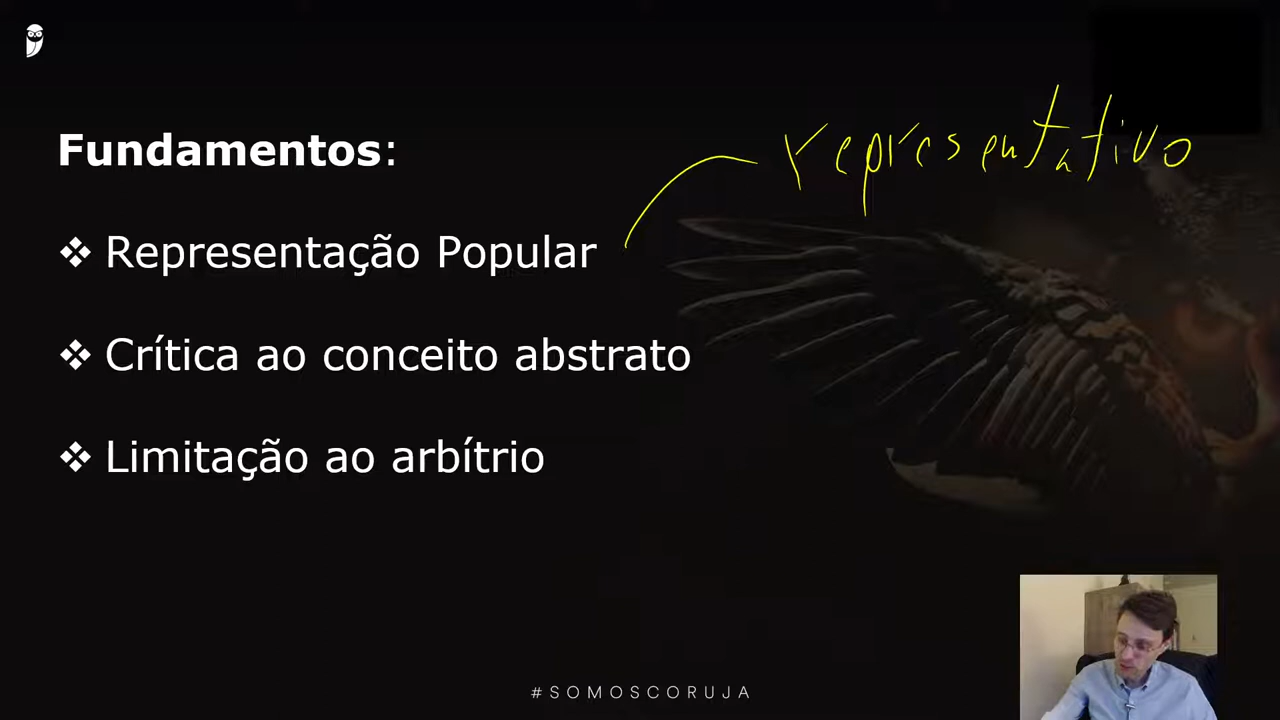 Fundamentos:
representativo
❖ Representação Popular
❖ Crítica ao conceito abstrato
❖ Limitação ao arbítrio
#SOMOSCORUJA